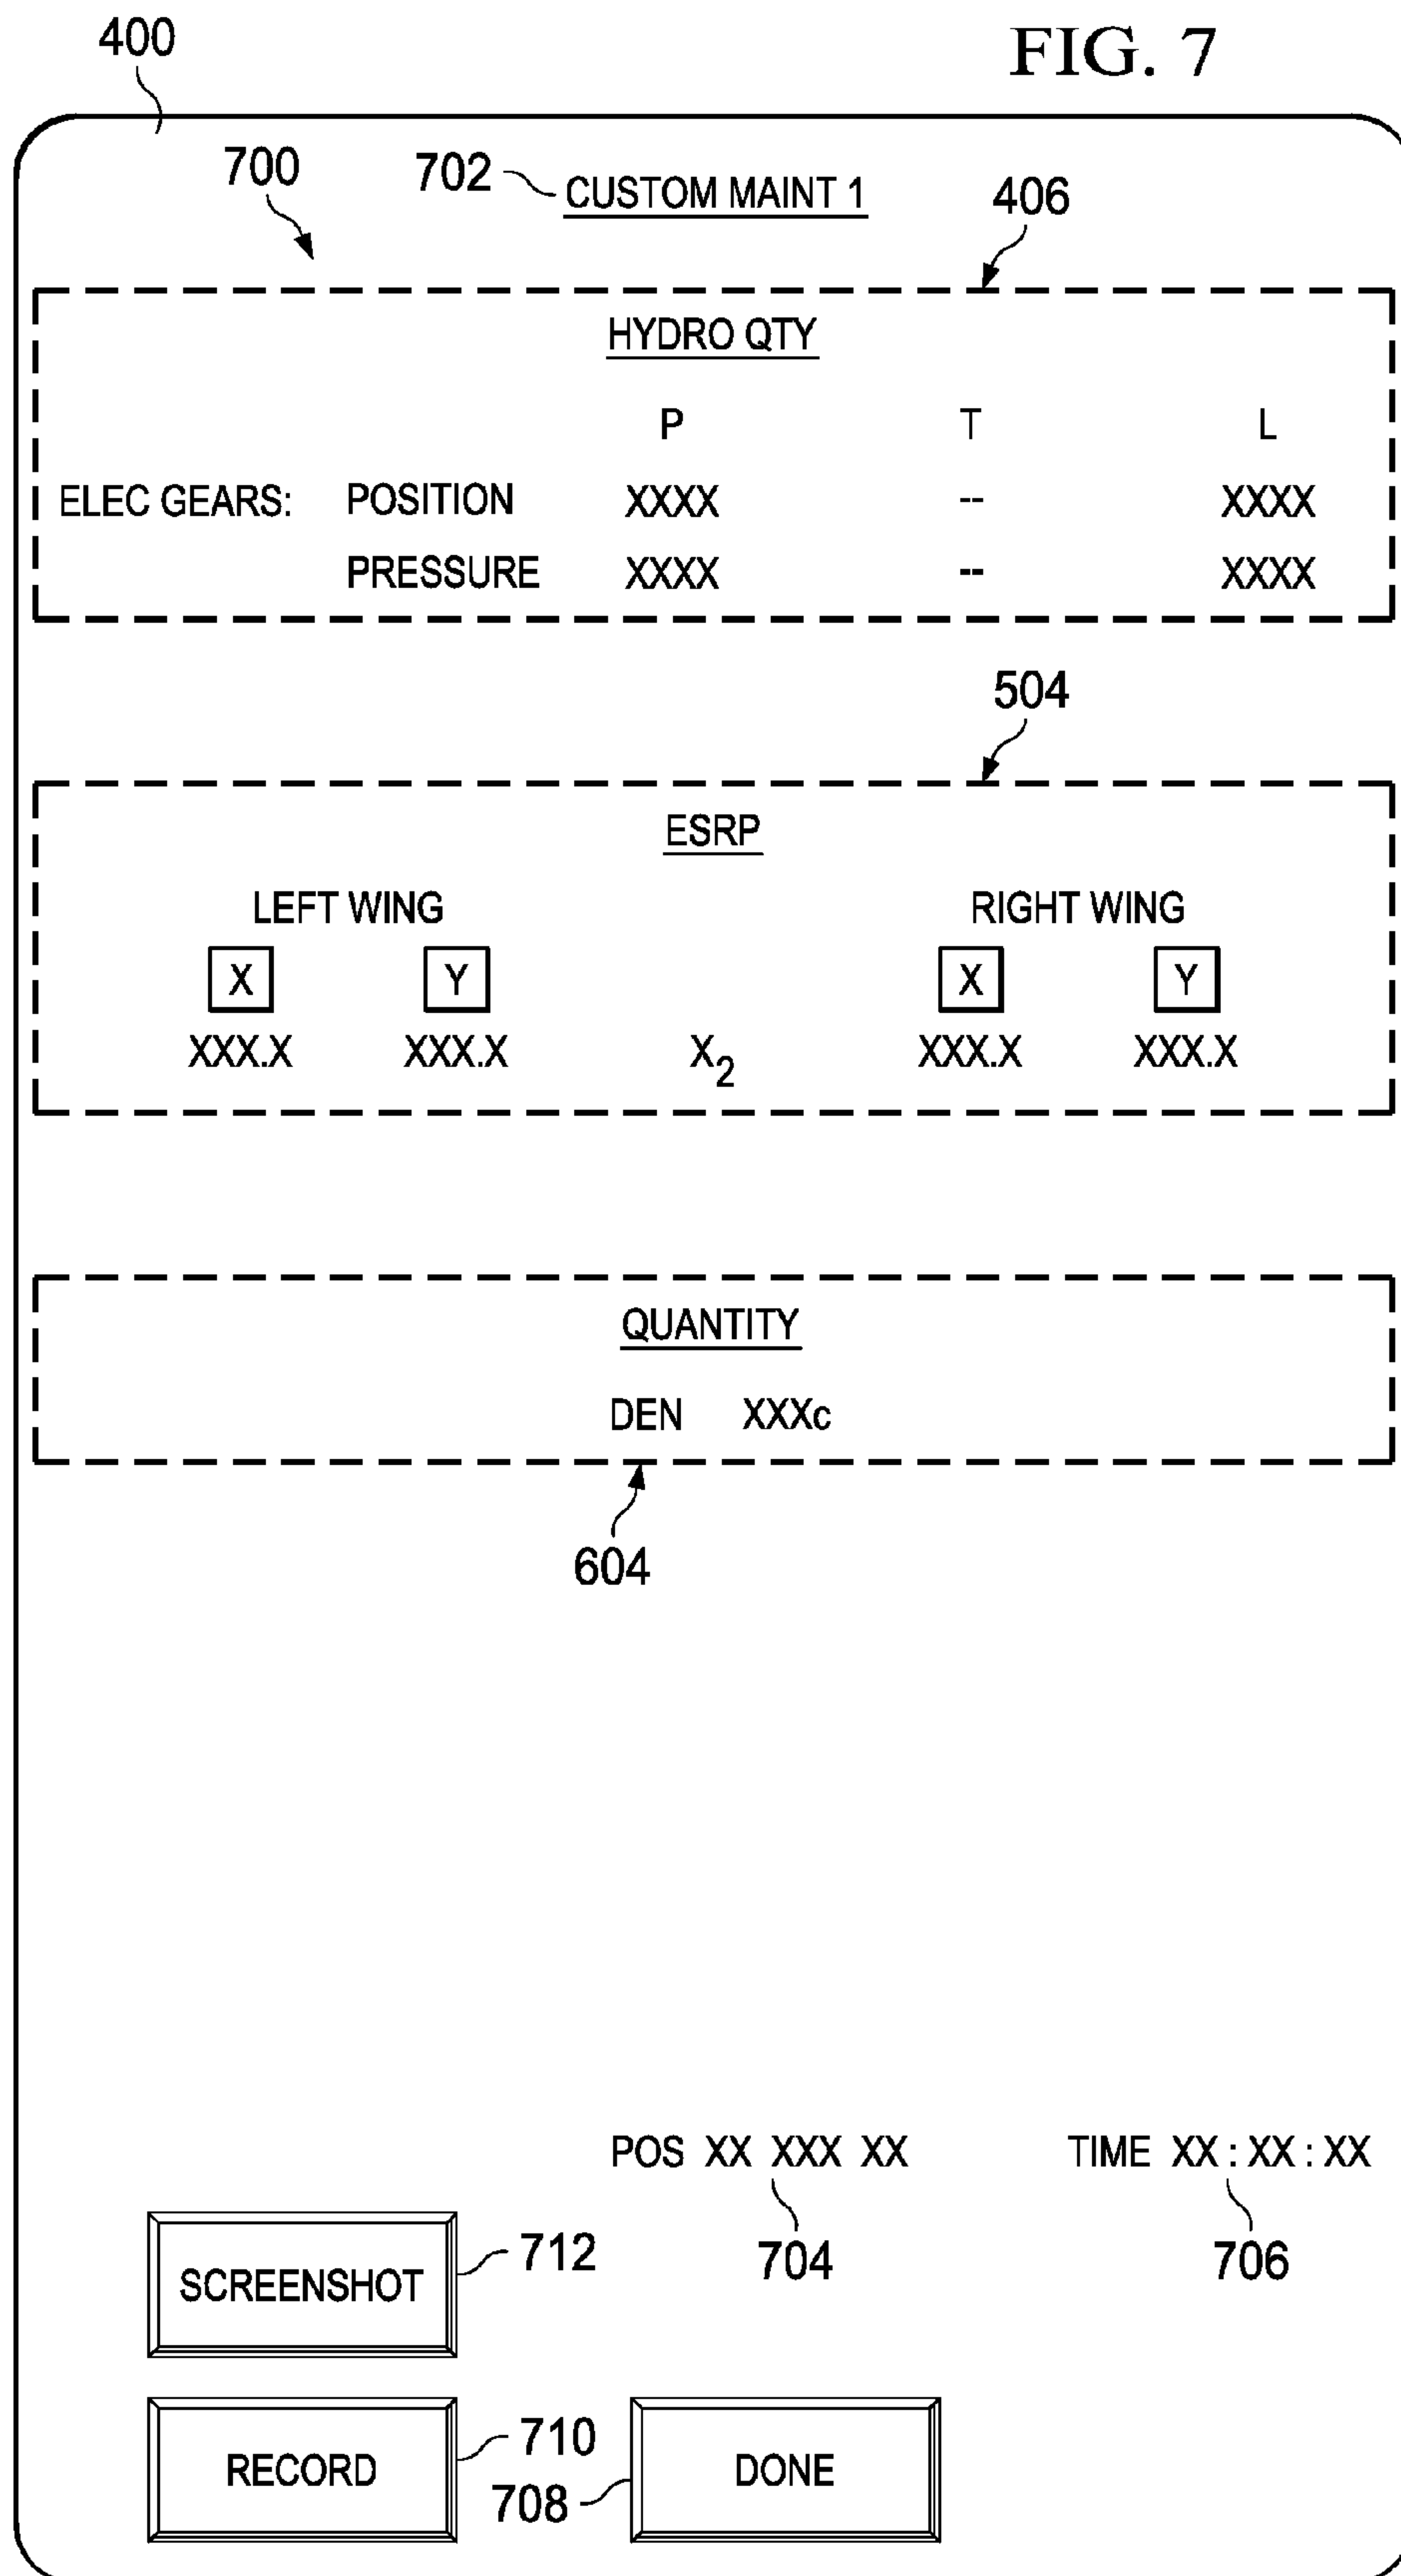 FIG. 7
400
700
702 CUSTOM MAINT 1
406
HYDRO QTY
P T L
ELEC GEARS: POSITION XXXX -- XXXX
PRESSURE XXXX -- XXXX
504
ESRP
LEFT WING RIGHT WING
X Y X Y
XXX.X XXX.X X2 XXX.X XXX.X
QUANTITY
DEN XXXc
604
POS XX XXX XX TIME XX : XX : XX
704 706
SCREENSHOT 712
RECORD 710
708 DONE